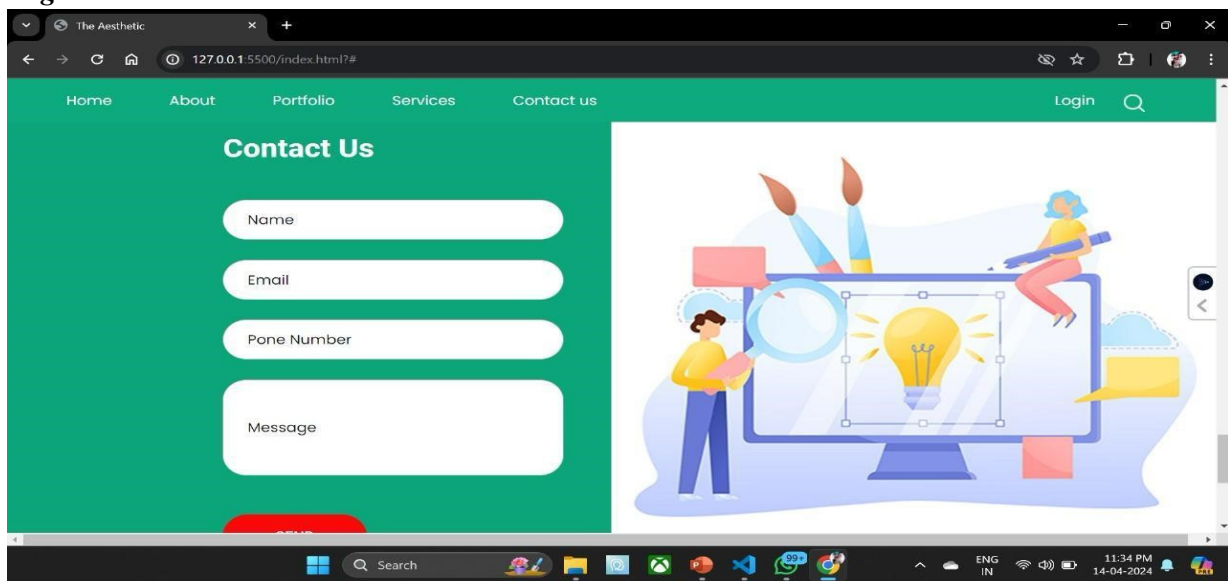 The Aesthetic
127.0.0.1:5500/index.html?#
Home About Portfolio Services Contact us Login
Contact Us
Name
Email
Pone Number
Message
Search
99+
ENG
IN
11:34 PM
14-04-2024